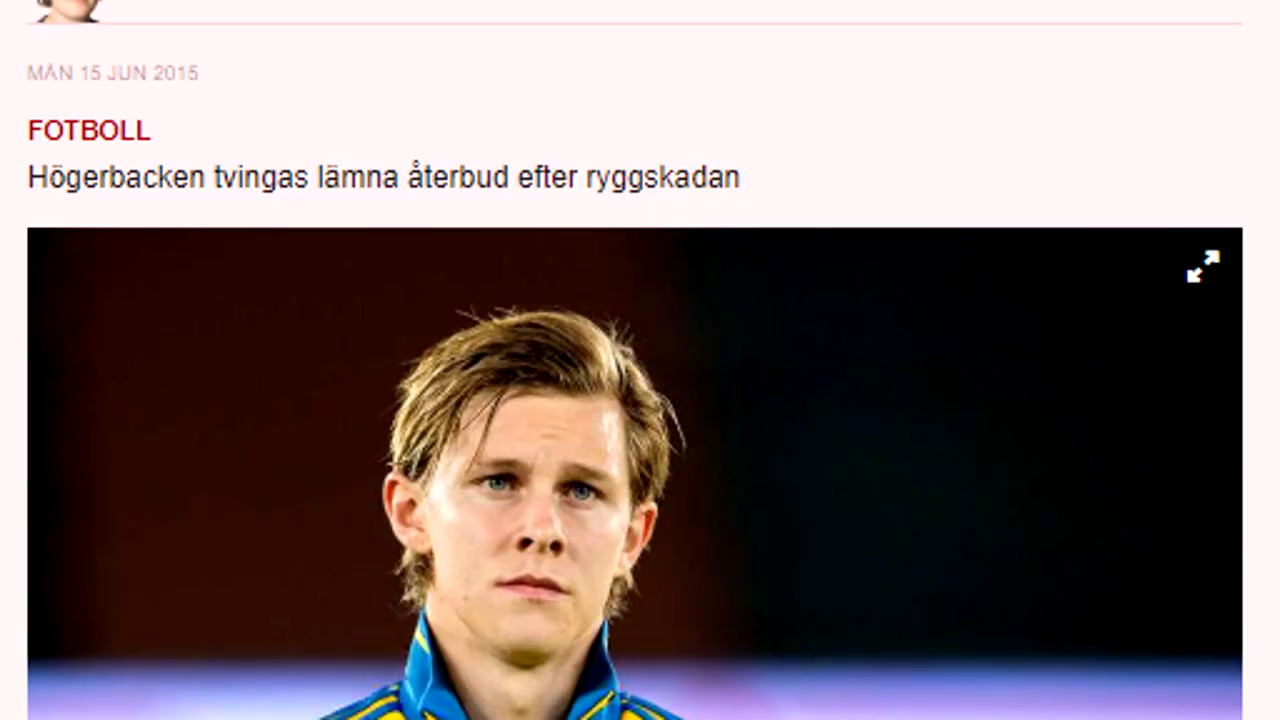 MÅN 15 JUN 2015
FOTBOLL
Högerbacken tvingas lämna återbud efter ryggskadan